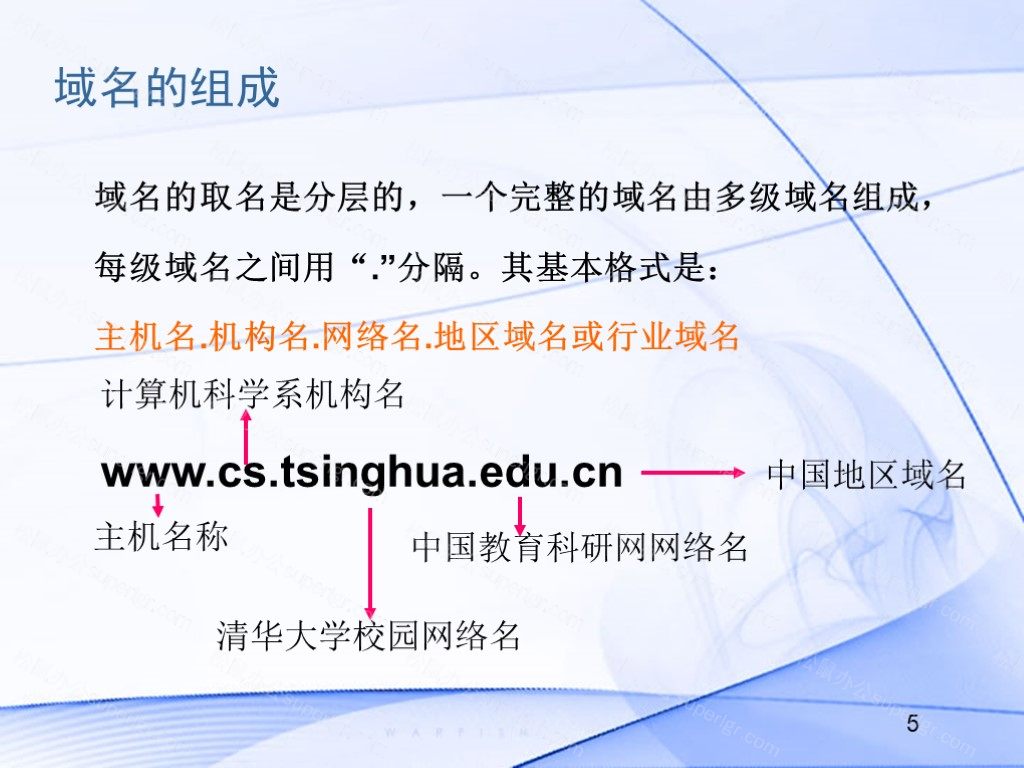 域名的组成
域名的取名是分层的，一个完整的域名由多级域名组成，
每级域名之间用“.”分隔。其基本格式是：
主机名.机构名.网络名.地区域名或行业域名
计算机科学系机构名
www.cs.tsinghua.edu.cn
中国地区域名
主机名称
中国教育科研网网络名
清华大学校园网络名
5
WARPISH